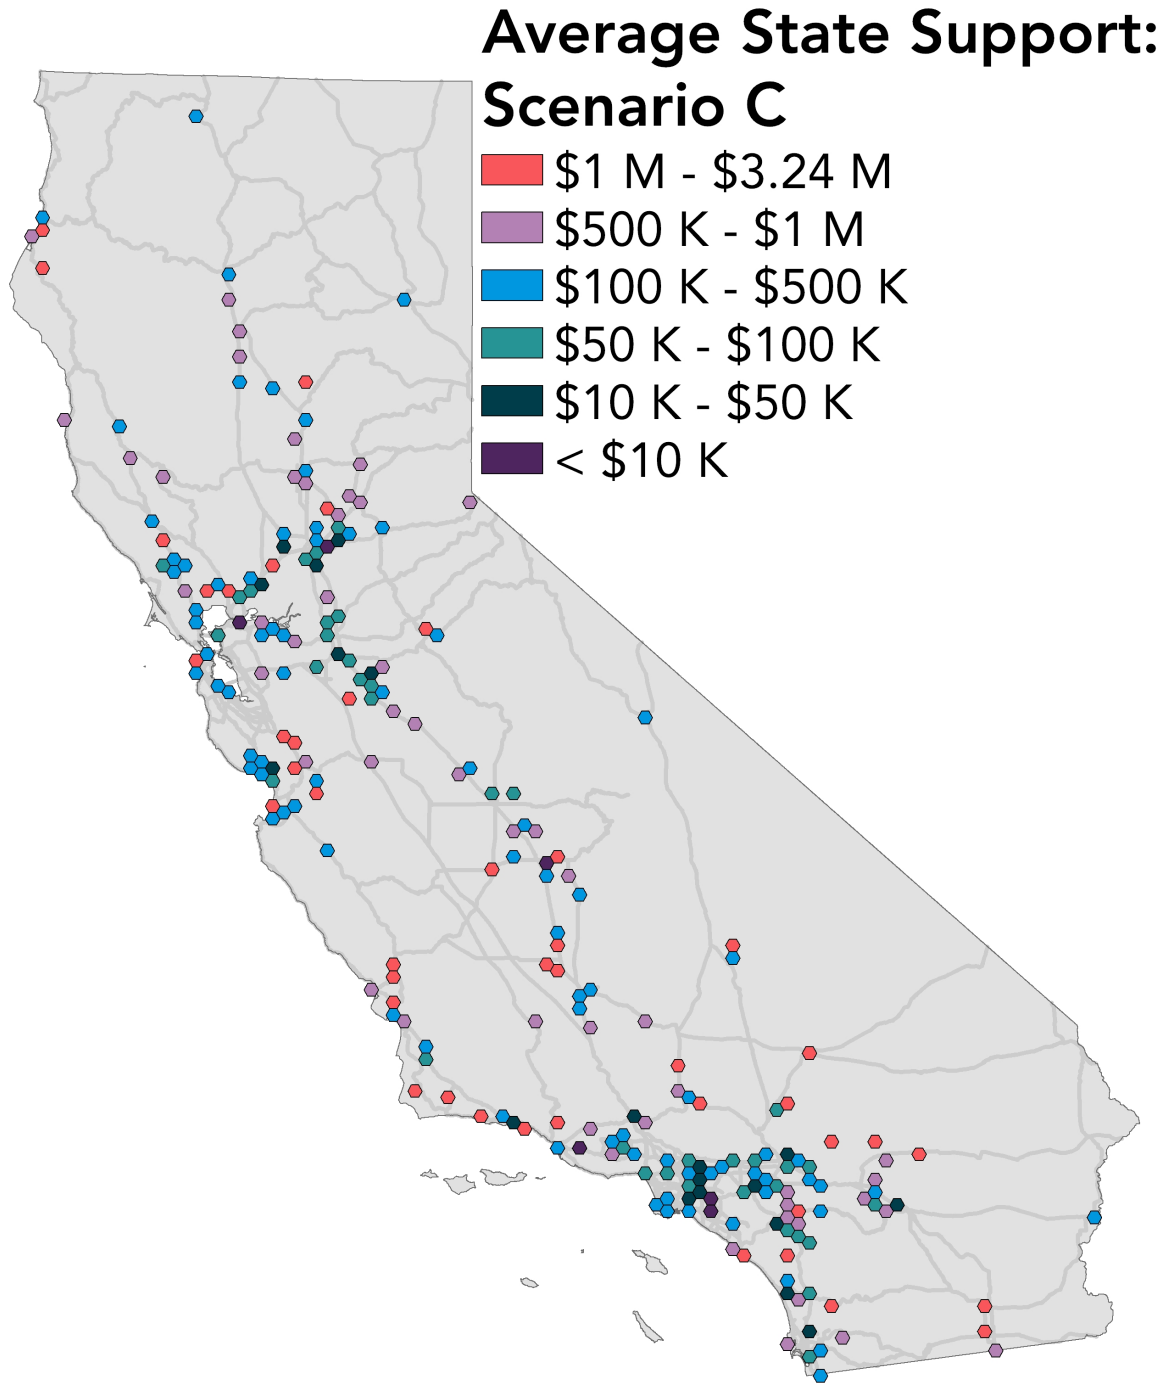 Average State Support:
Scenario C
$1 M - $3.24 M
$500 K - $1 M
$100 K - $500 K
$50 K - $100 K
$10 K - $50 K
< $10 K